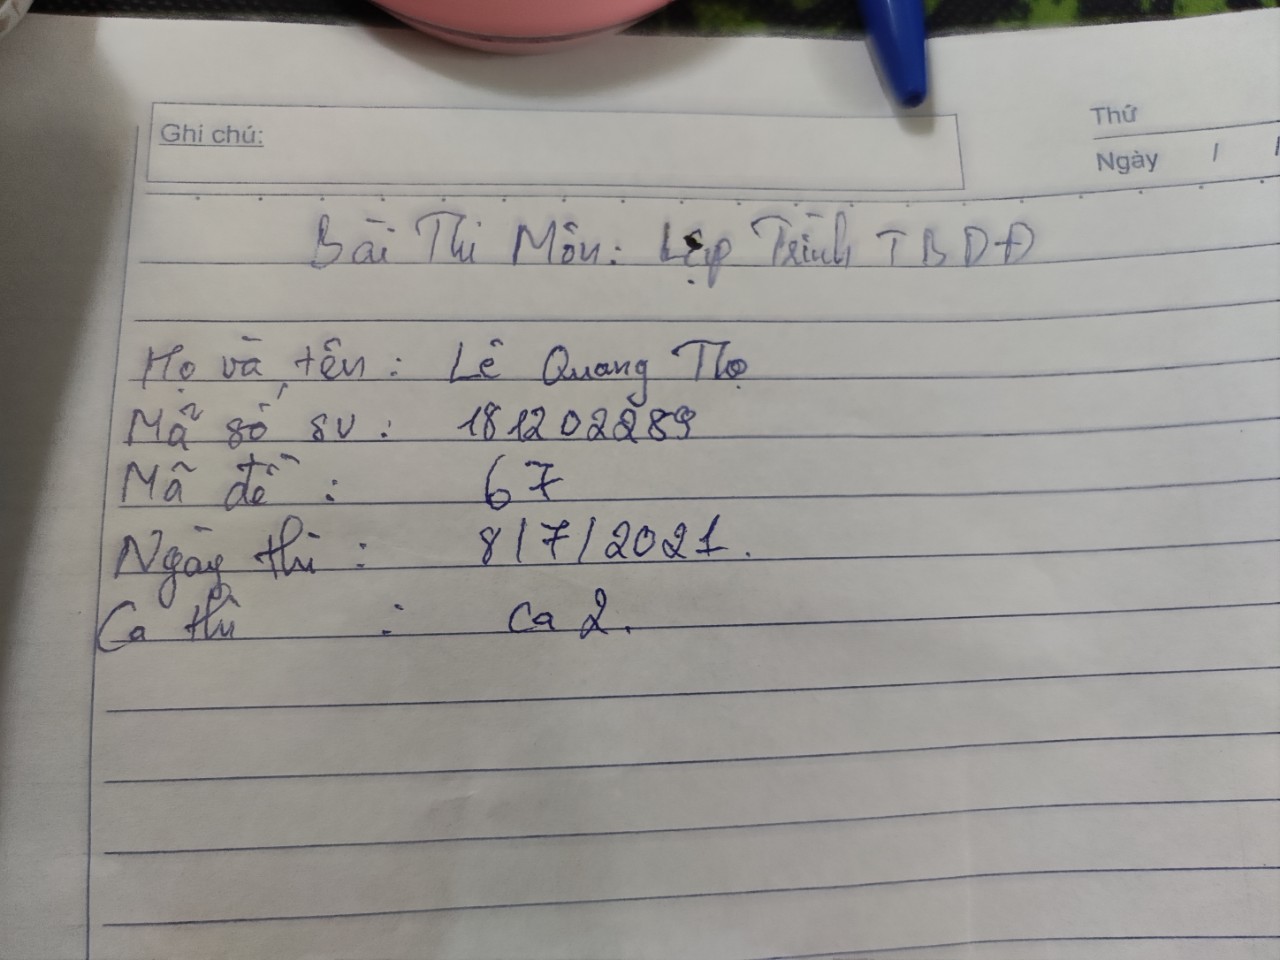 Ghi chú:
Thứ
Ngày / /
Bài Thi Môn: Lập Trình TBDĐ
Họ và tên: Lê Quang Thọ
Mã số sv: 181202289
Mã đề: 67
Ngày thi: 8/7/2021.
Ca thi: Ca 2.